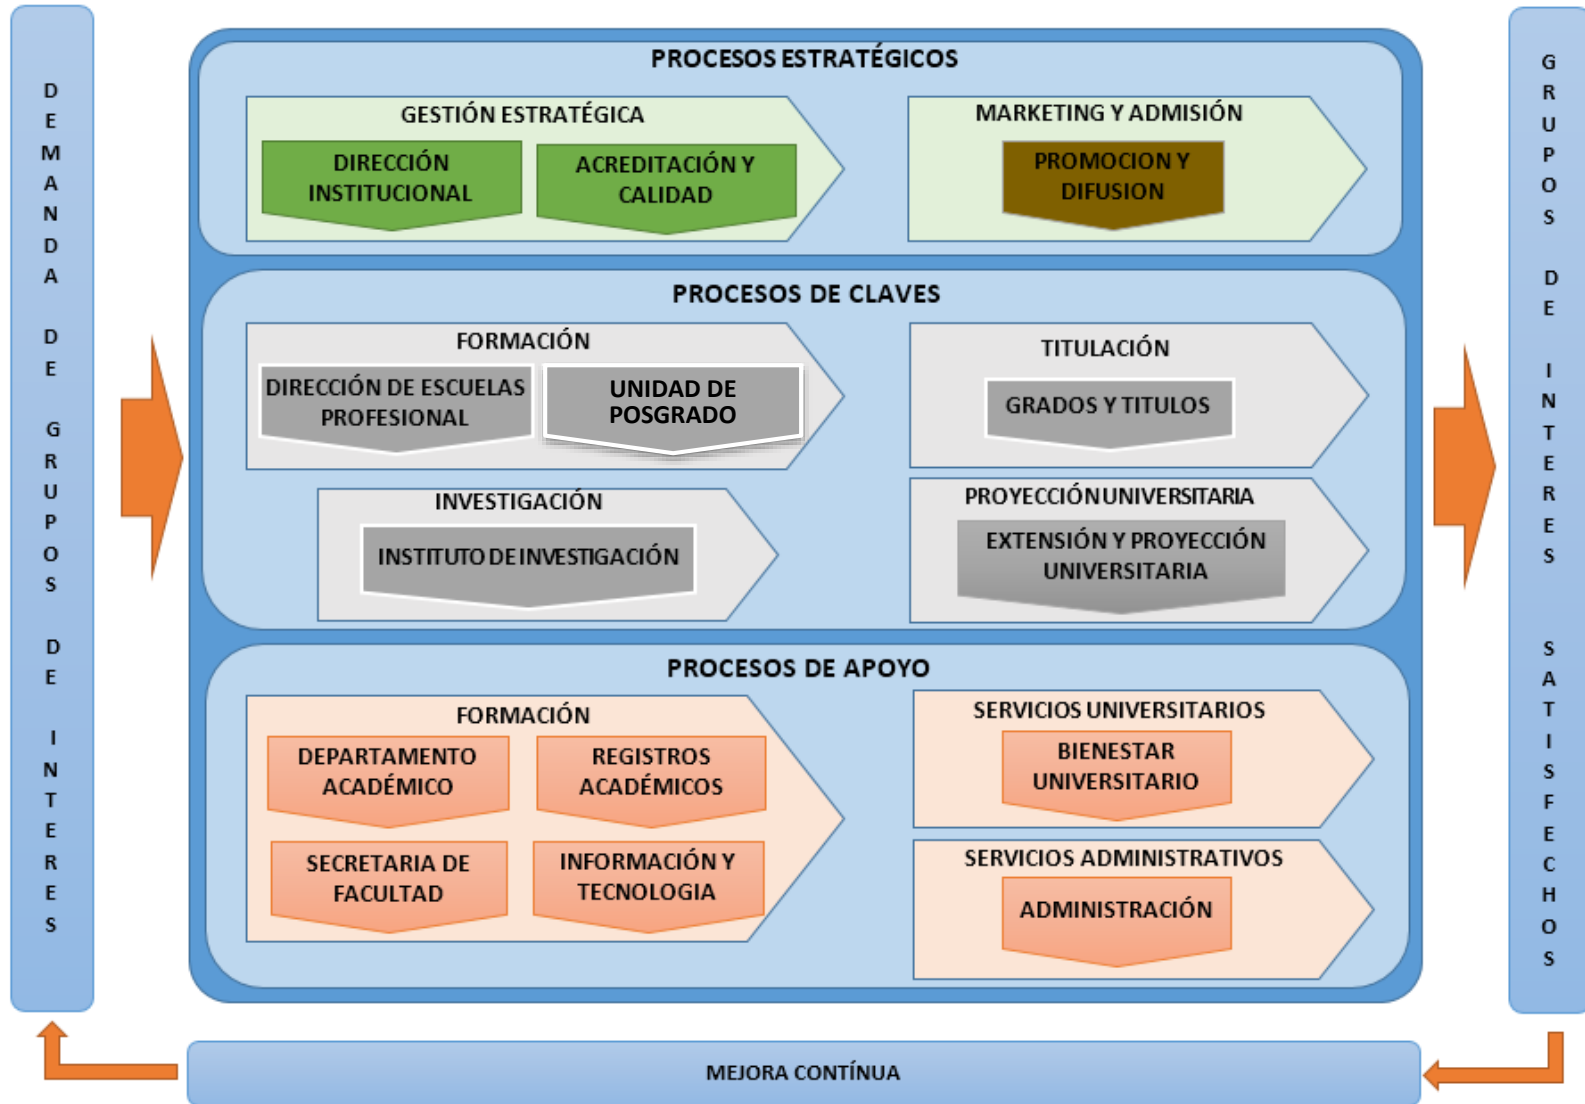 DEMANDA DE GRUPOS DE INTERES
PROCESOS ESTRATÉGICOS
GESTIÓN ESTRATÉGICA
DIRECCIÓN
INSTITUCIONAL
ACREDITACIÓN Y
CALIDAD
MARKETING Y ADMISIÓN
PROMOCION Y
DIFUSION
PROCESOS DE CLAVES
FORMACIÓN
DIRECCIÓN DE ESCUELAS
PROFESIONAL
UNIDAD DE
POSGRADO
TITULACIÓN
GRADOS Y TITULOS
INVESTIGACIÓN
INSTITUTO DE INVESTIGACIÓN
PROYECCIÓN UNIVERSITARIA
EXTENSIÓN Y PROYECCIÓN
UNIVERSITARIA
PROCESOS DE APOYO
FORMACIÓN
DEPARTAMENTO
ACADÉMICO
REGISTROS
ACADÉMICOS
SECRETARIA DE
FACULTAD
INFORMACIÓN Y
TECNOLOGIA
SERVICIOS UNIVERSITARIOS
BIENESTAR
UNIVERSITARIO
SERVICIOS ADMINISTRATIVOS
ADMINISTRACIÓN
GRUPOS DE INTERES SATISFECHOS
MEJORA CONTÍNUA